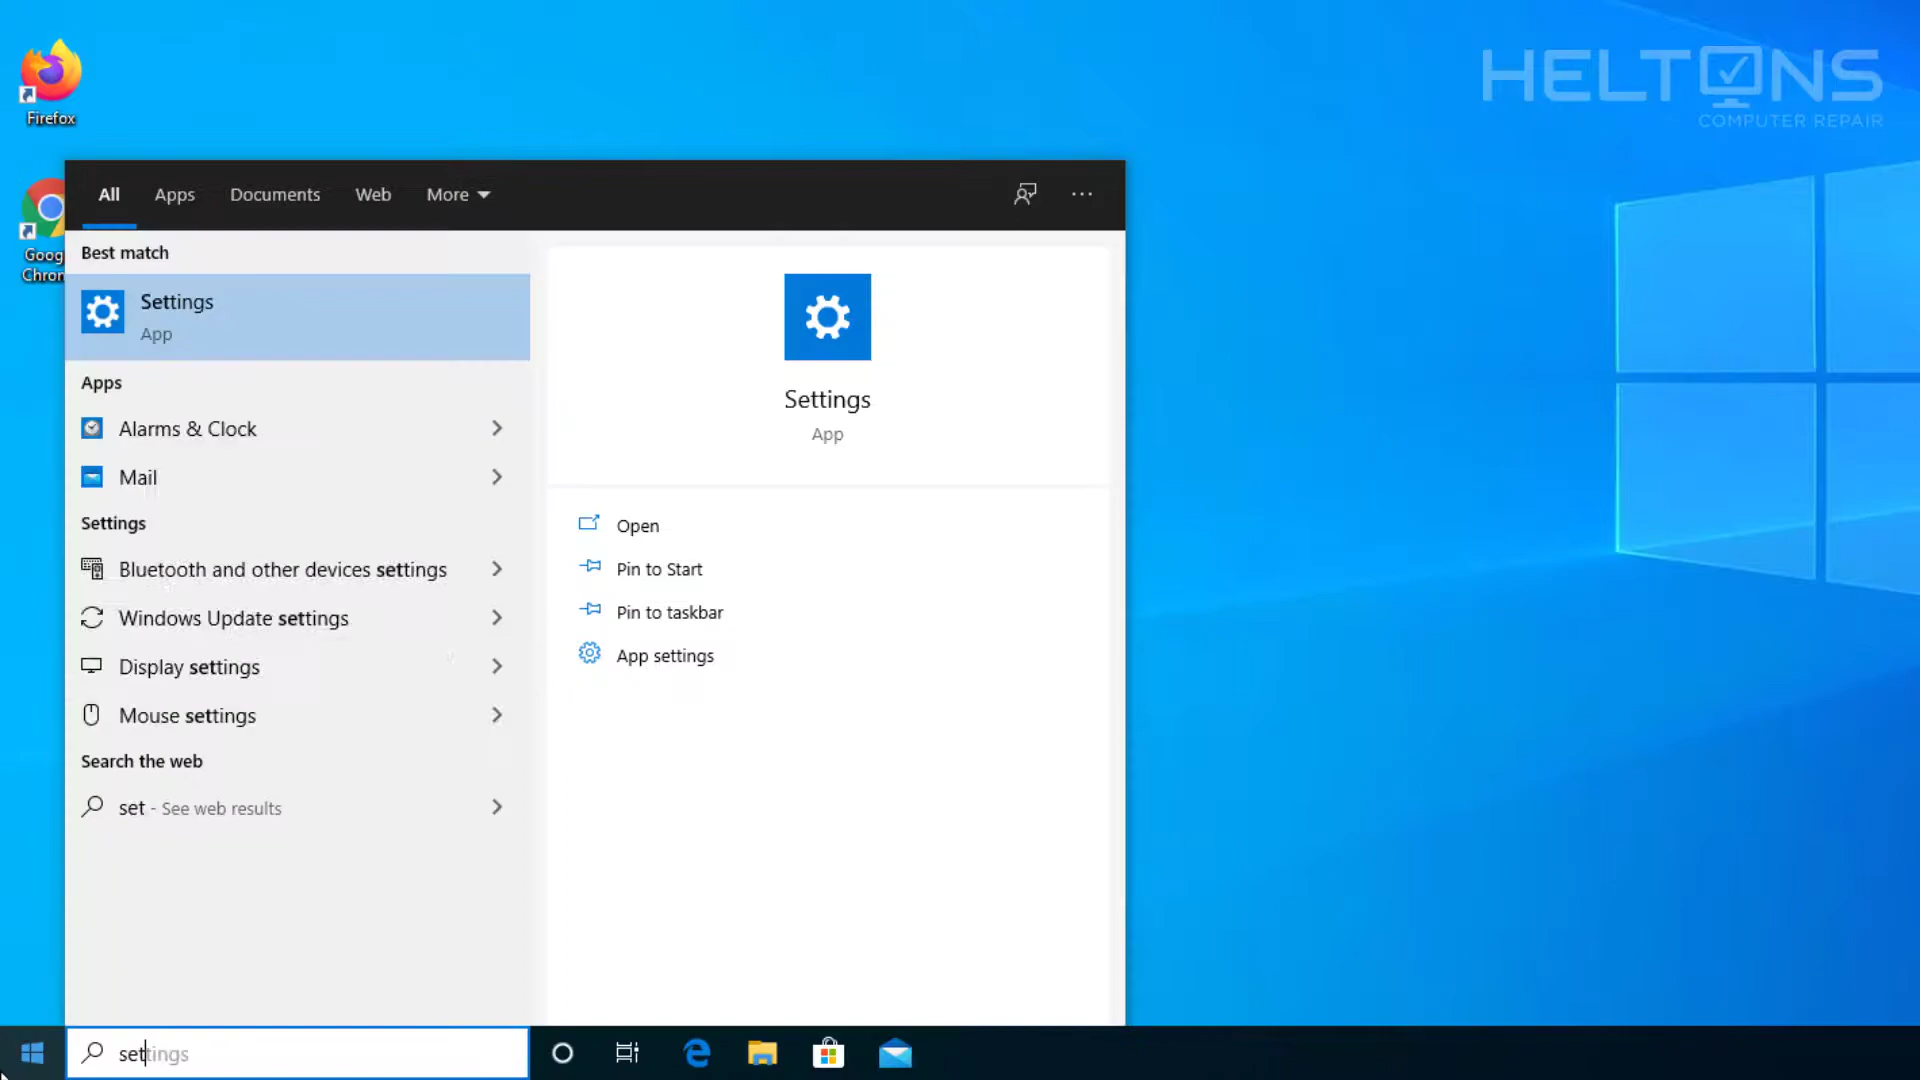 Firefox
HELTONS
COMPUTER REPAIR
Goog
Chron
All Apps Documents Web More
Best match
Settings
App
Apps
Alarms & Clock
Mail
Settings
Bluetooth and other devices settings
Windows Update settings
Display settings
Mouse settings
Search the web
set - See web results
Settings
App
Open
Pin to Start
Pin to taskbar
App settings
settings